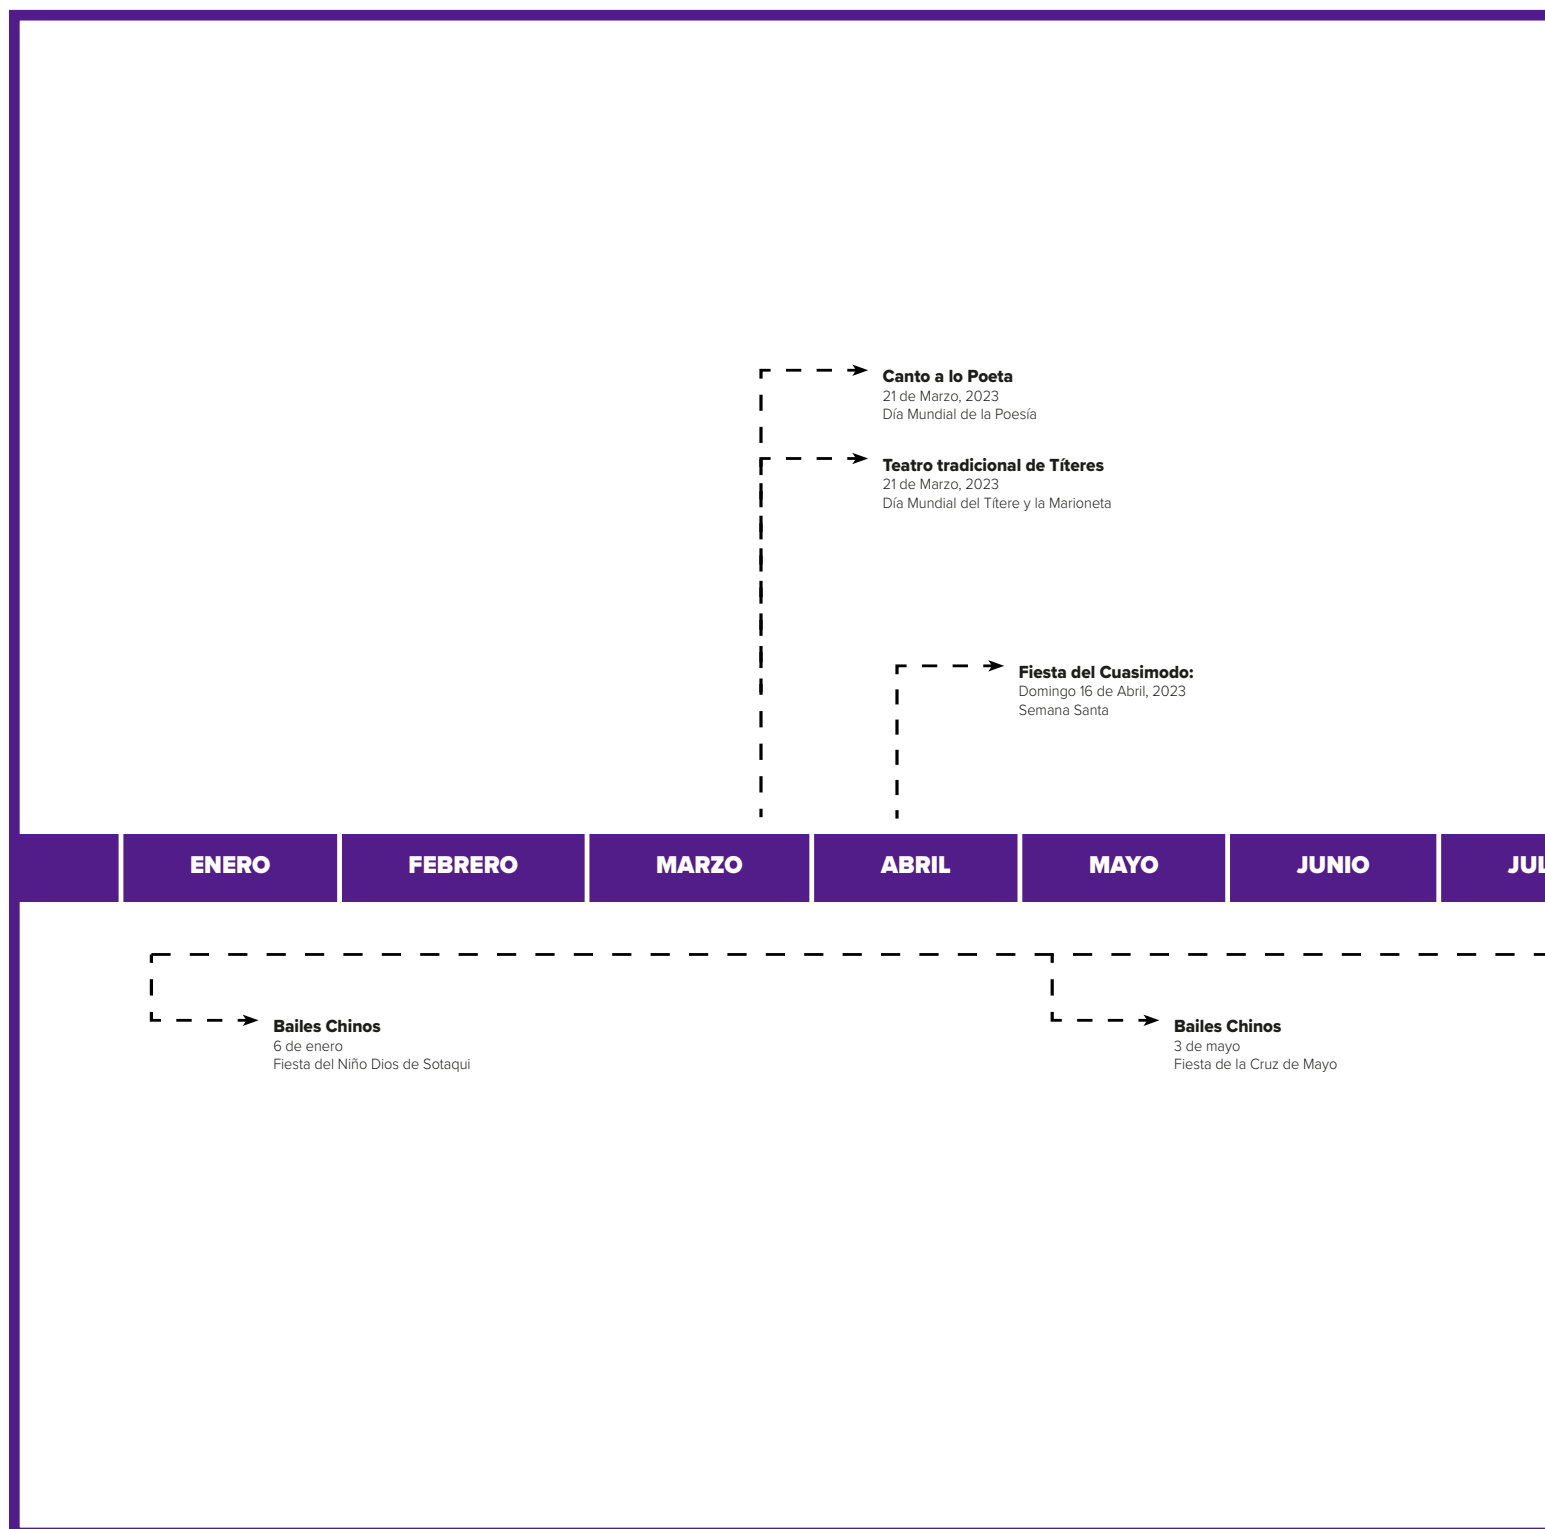 Canto a lo Poeta
21 de Marzo, 2023
Día Mundial de la Poesía
Teatro tradicional de Títeres
21 de Marzo, 2023
Día Mundial del Títere y la Marioneta
Fiesta del Cuasimodo:
Domingo 16 de Abril, 2023
Semana Santa
ENERO FEBRERO MARZO ABRIL MAYO JUNIO JUL
Bailes Chinos
6 de enero
Fiesta del Niño Dios de Sotaqui
Bailes Chinos
3 de mayo
Fiesta de la Cruz de Mayo